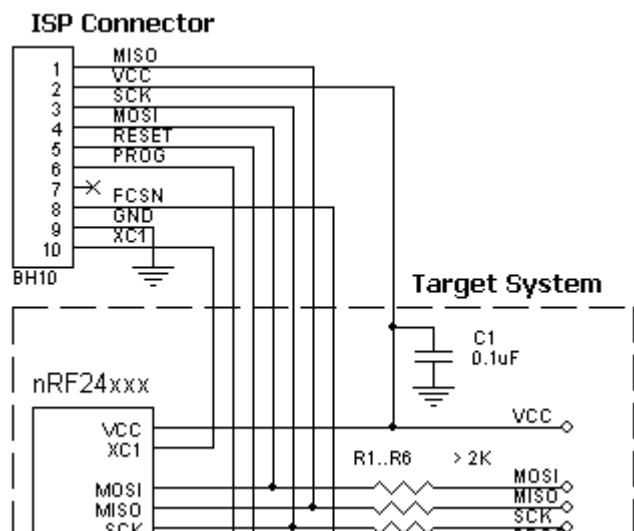 ISP Connector
MISO
1
VCC
2
SCK
3
MOSI
4
RESET
5
PROG
6
7
FCSN
8
GND
9
XC1
10
BH10
Target System
C1
0.1uF
nRF24xxx
VCC
VCC
XC1
R1..R6 > 2K
MOSI
MOSI
MISO
MISO
SCK
SCK